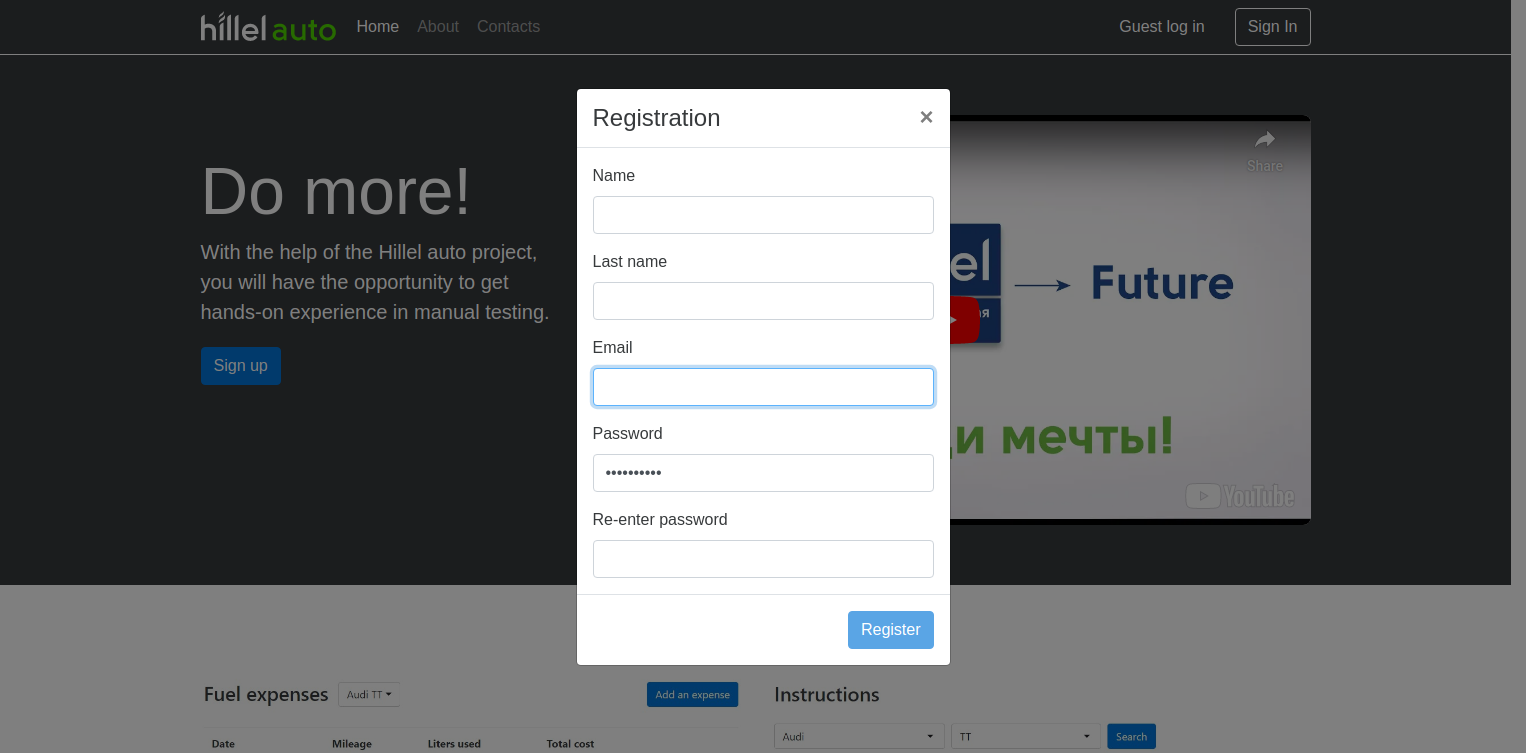 hillel auto Home About Contacts Guest log in Sign In
Registration ×
Name
Last name
Email
Password
••••••••••
Re-enter password
Register
Do more!
With the help of the Hillel auto project,
you will have the opportunity to get
hands-on experience in manual testing.
Sign up
Share
el
Future
ия
и мечты!
YouTube
Fuel expenses Audi TT Add an expense
Date Mileage Liters used Total cost
Instructions
Audi TT Search